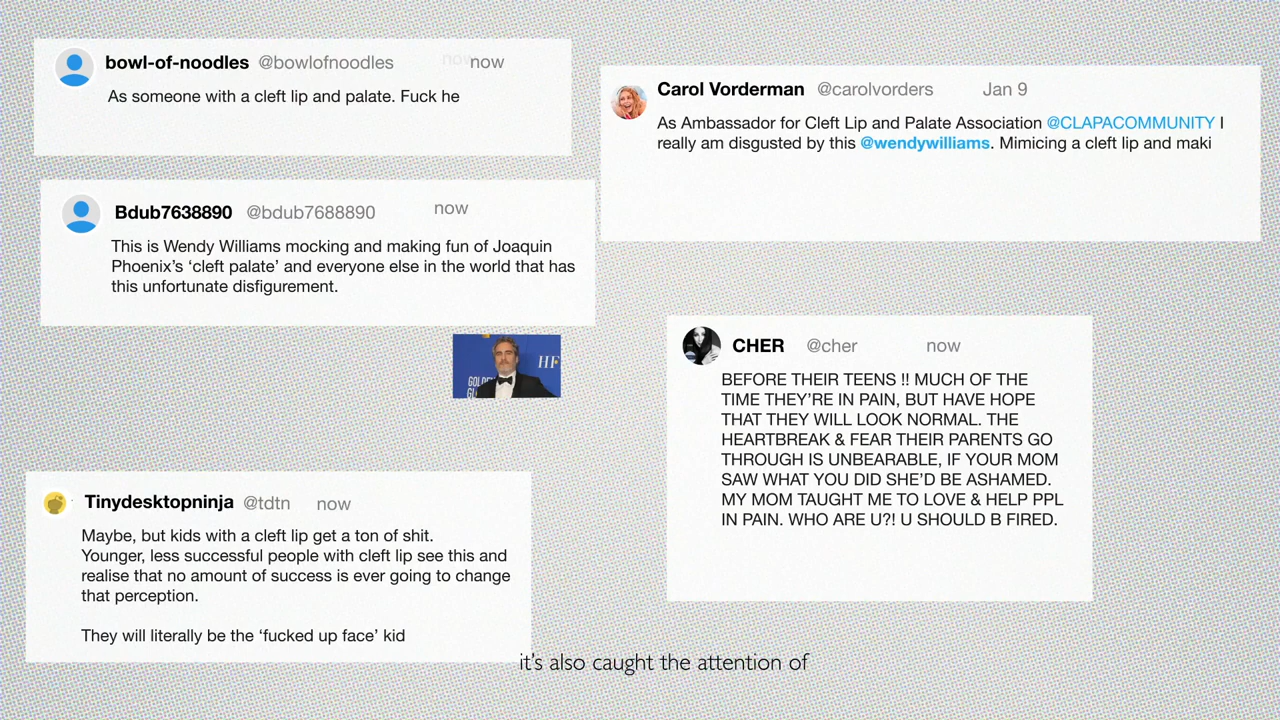 bowl-of-noodles @bowlofnoodles now now
As someone with a cleft lip and palate. Fuck he
Carol Vorderman @carolvorders Jan 9
As Ambassador for Cleft Lip and Palate Association @CLAPACOMMUNITY I
really am disgusted by this @wendywilliams. Mimicing a cleft lip and maki
Bdub7638890 @bdub7688890 now
This is Wendy Williams mocking and making fun of Joaquin
Phoenix's ‘cleft palate’ and everyone else in the world that has
this unfortunate disfigurement.
HF
GOLDEN
GL
CHER @cher now
BEFORE THEIR TEENS !! MUCH OF THE
TIME THEY’RE IN PAIN, BUT HAVE HOPE
THAT THEY WILL LOOK NORMAL. THE
HEARTBREAK & FEAR THEIR PARENTS GO
THROUGH IS UNBEARABLE, IF YOUR MOM
SAW WHAT YOU DID SHE’D BE ASHAMED.
MY MOM TAUGHT ME TO LOVE & HELP PPL
IN PAIN. WHO ARE U?! U SHOULD B FIRED.
Tinydesktopninja @tdtn now
Maybe, but kids with a cleft lip get a ton of shit.
Younger, less successful people with cleft lip see this and
realise that no amount of success is ever going to change
that perception.
They will literally be the ‘fucked up face’ kid
it’s also caught the attention of